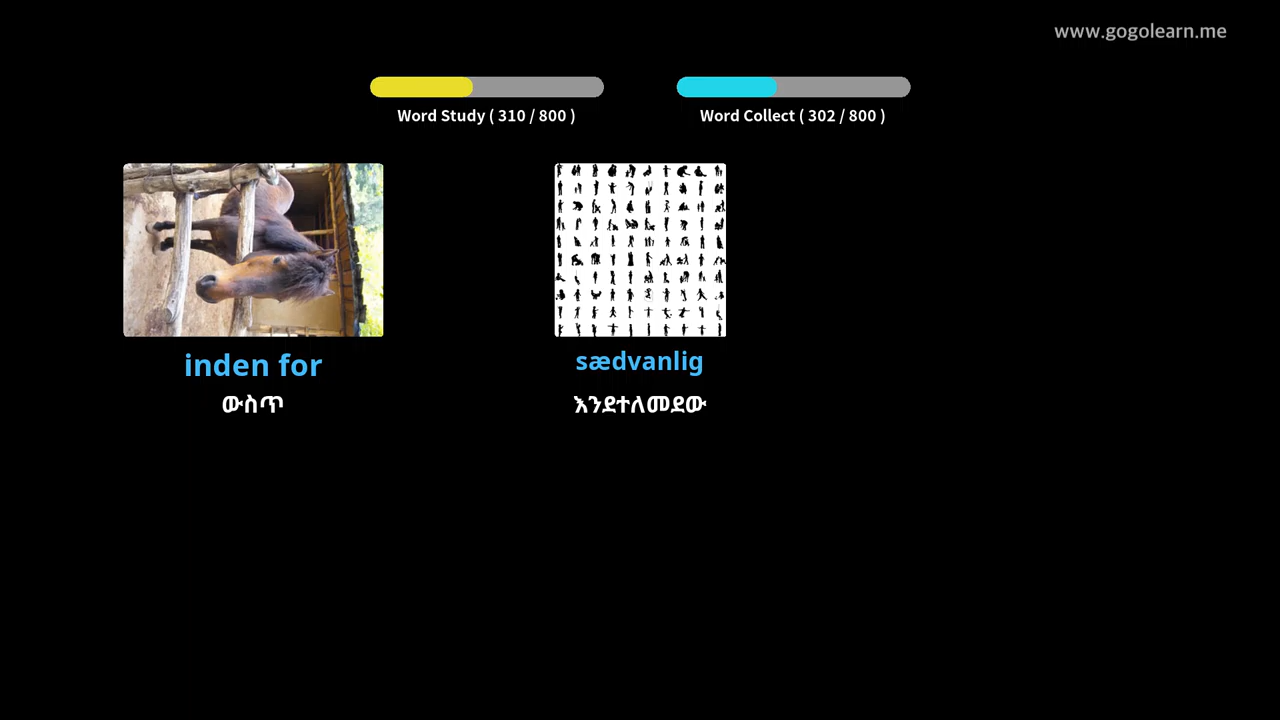 www.gogolearn.me
Word Study ( 310 / 800 )
Word Collect ( 302 / 800 )
inden for
ውስጥ
sædvanlig
እንደተለመደው